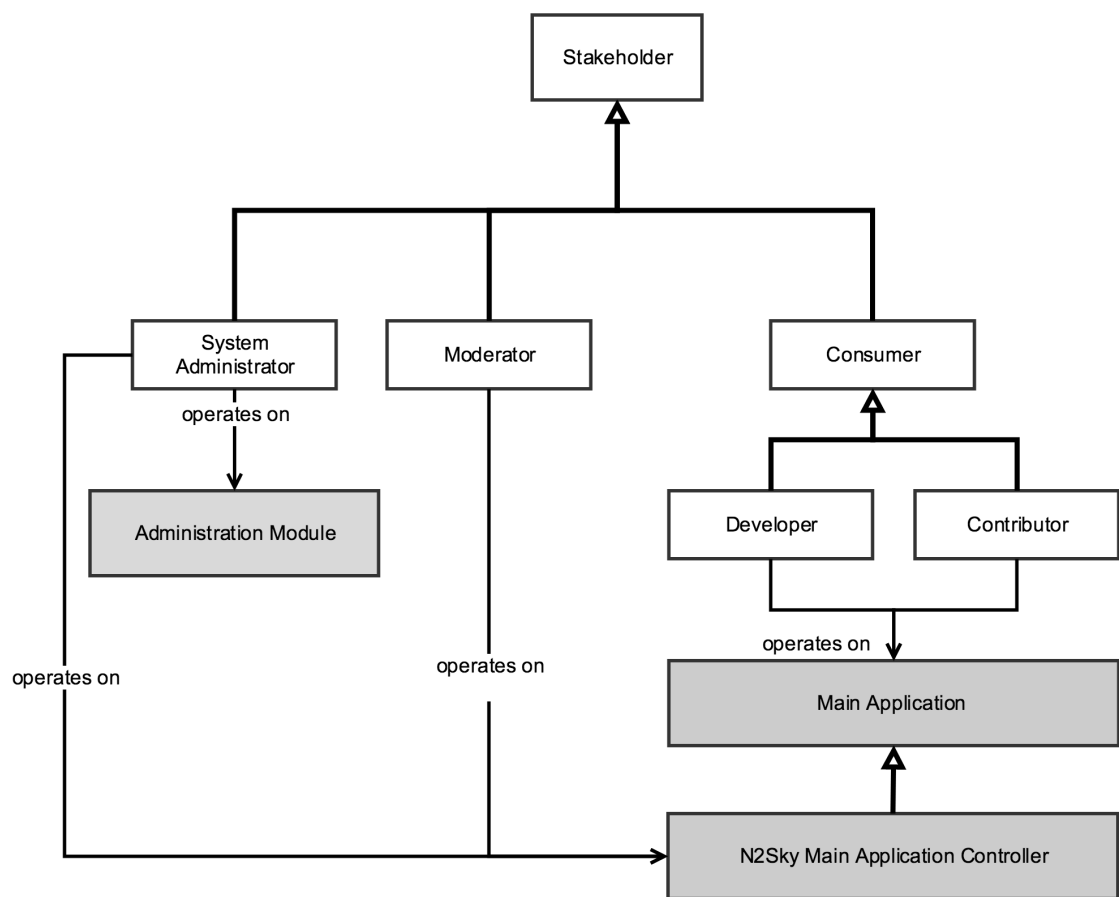 Stakeholder
System
Administrator
Moderator
Consumer
operates on
Administration Module
Developer
Contributor
operates on
operates on
operates on
Main Application
N2Sky Main Application Controller